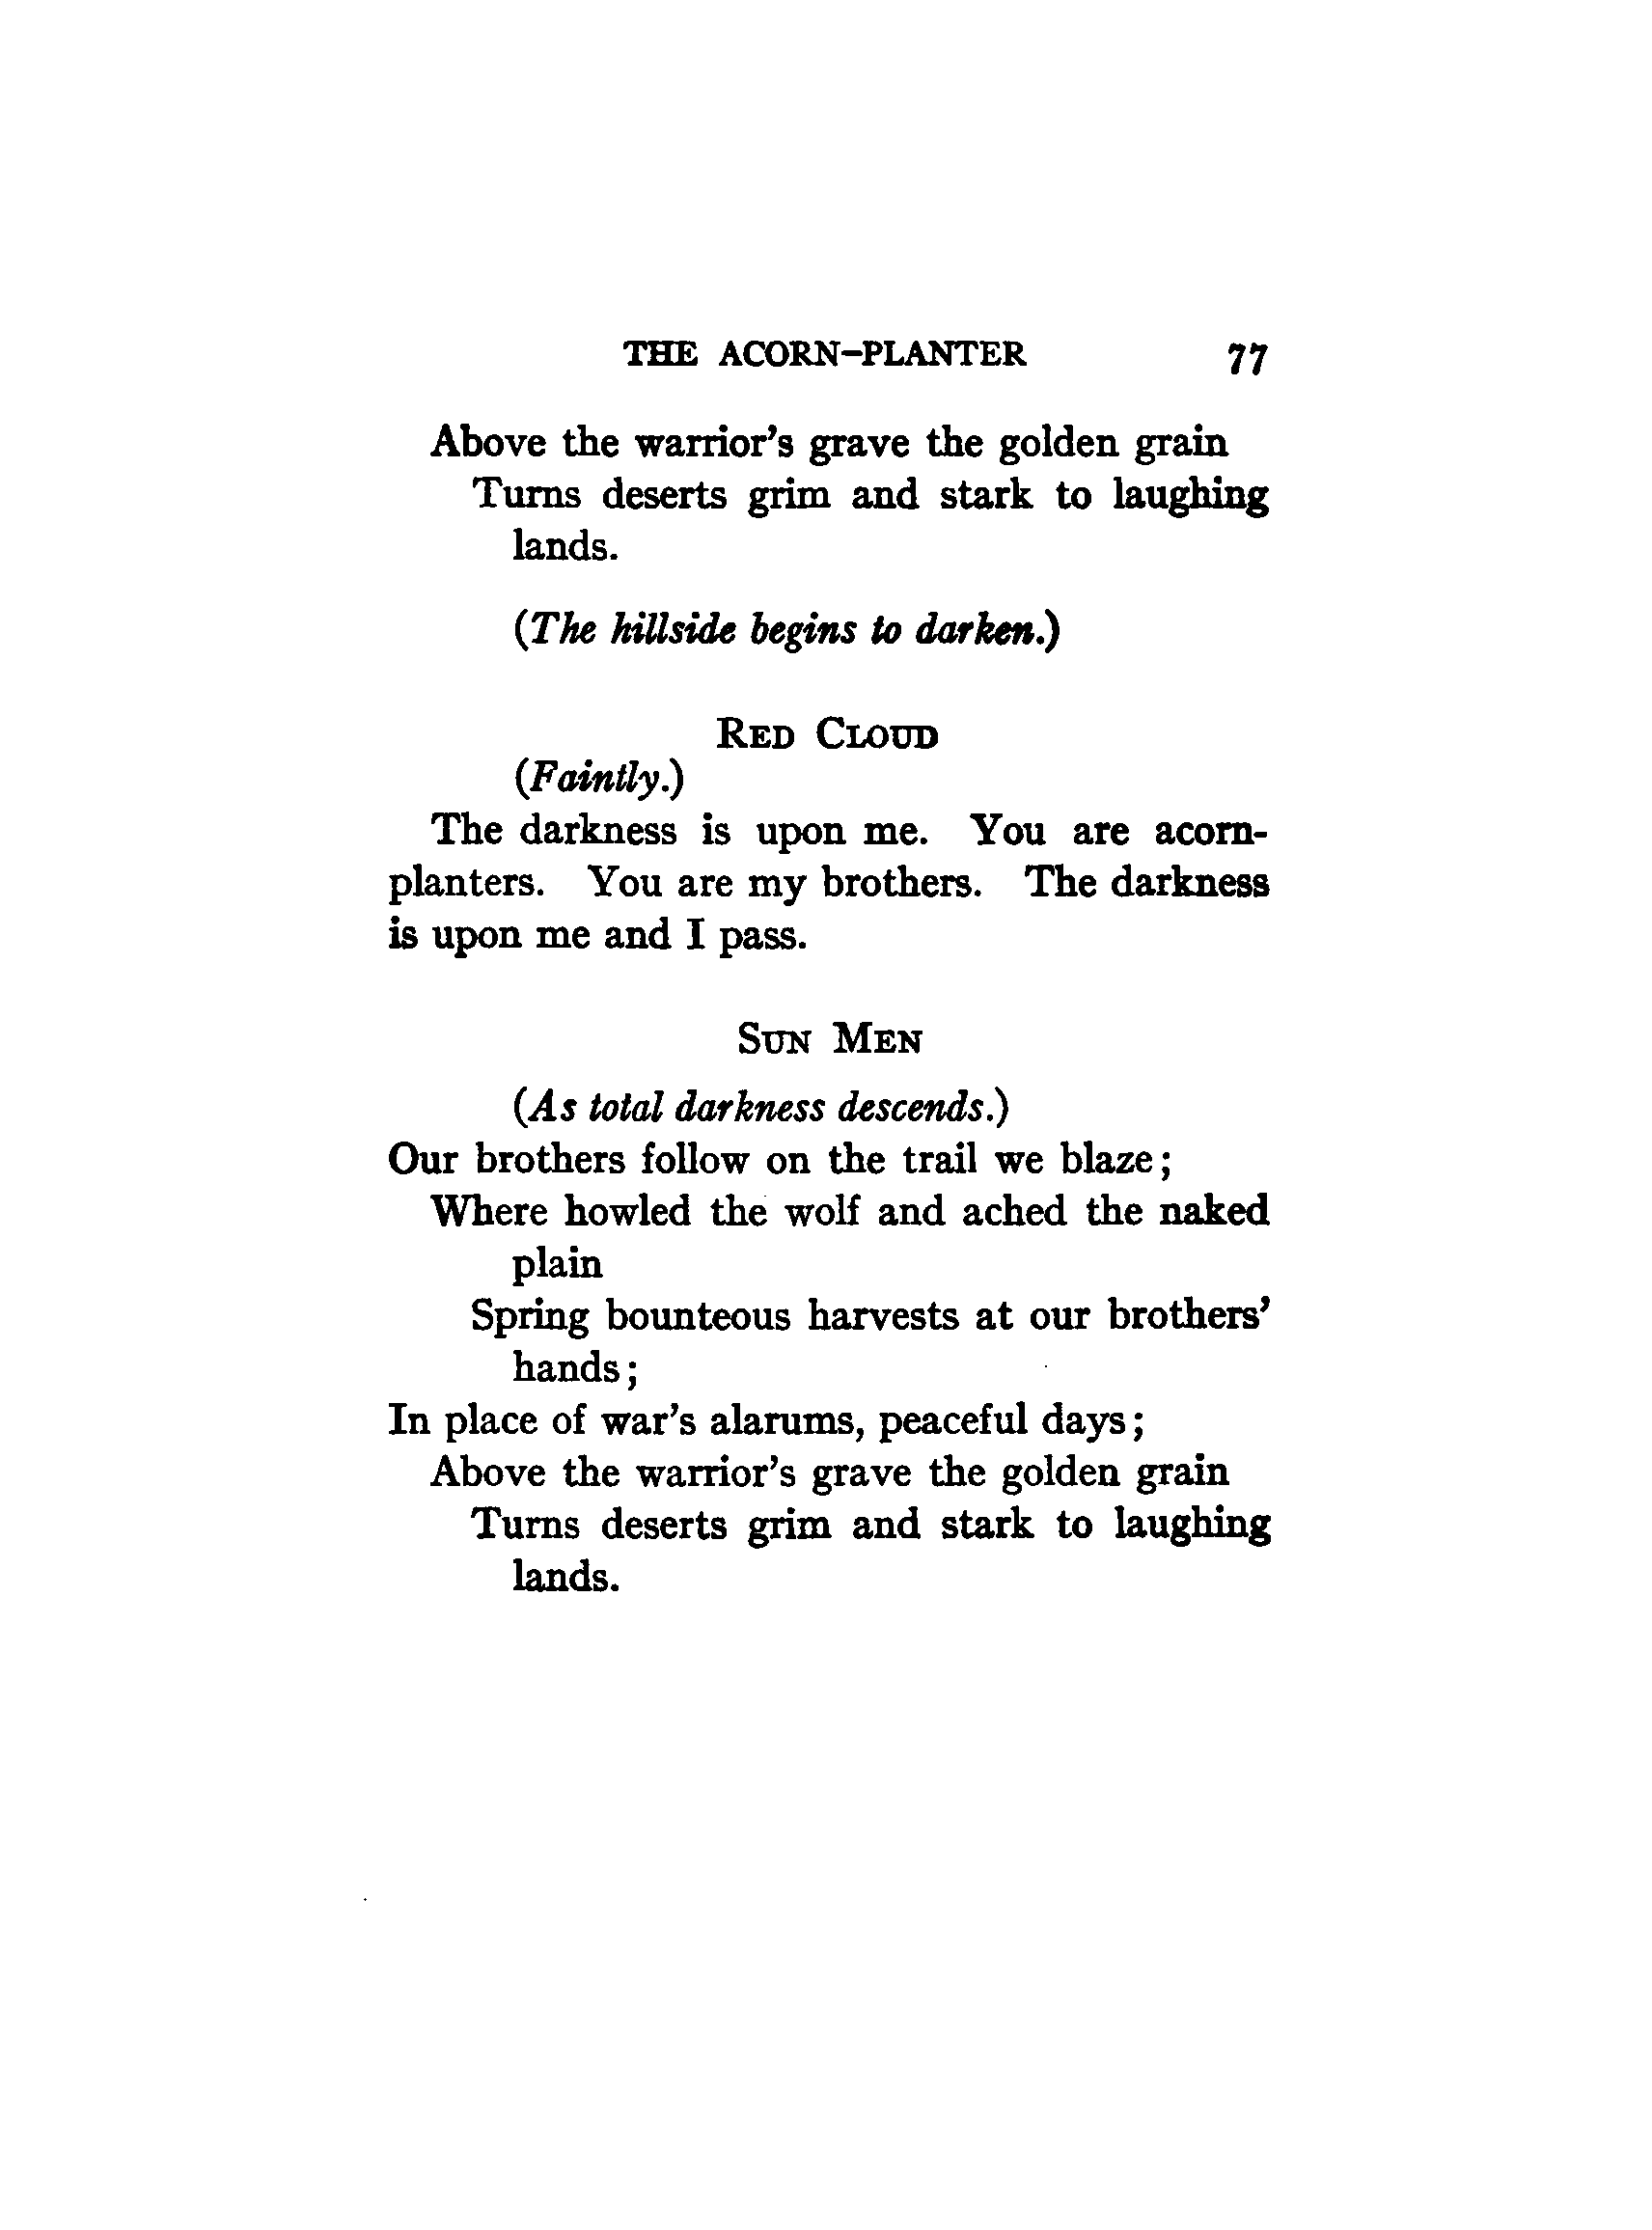 THE ACORN-PLANTER 77
Above the warrior's grave the golden grain
Turns deserts grim and stark to laughing
lands.
(The hillside begins to darken.)
RED CLOUD
(Faintly.)
The darkness is upon me. You are acorn-
planters. You are my brothers. The darkness
is upon me and I pass.
SUN MEN
(As total darkness descends.)
Our brothers follow on the trail we blaze;
Where howled the wolf and ached the naked
plain
Spring bounteous harvests at our brothers'
hands;
In place of war's alarums, peaceful days;
Above the warrior's grave the golden grain
Turns deserts grim and stark to laughing
lands.